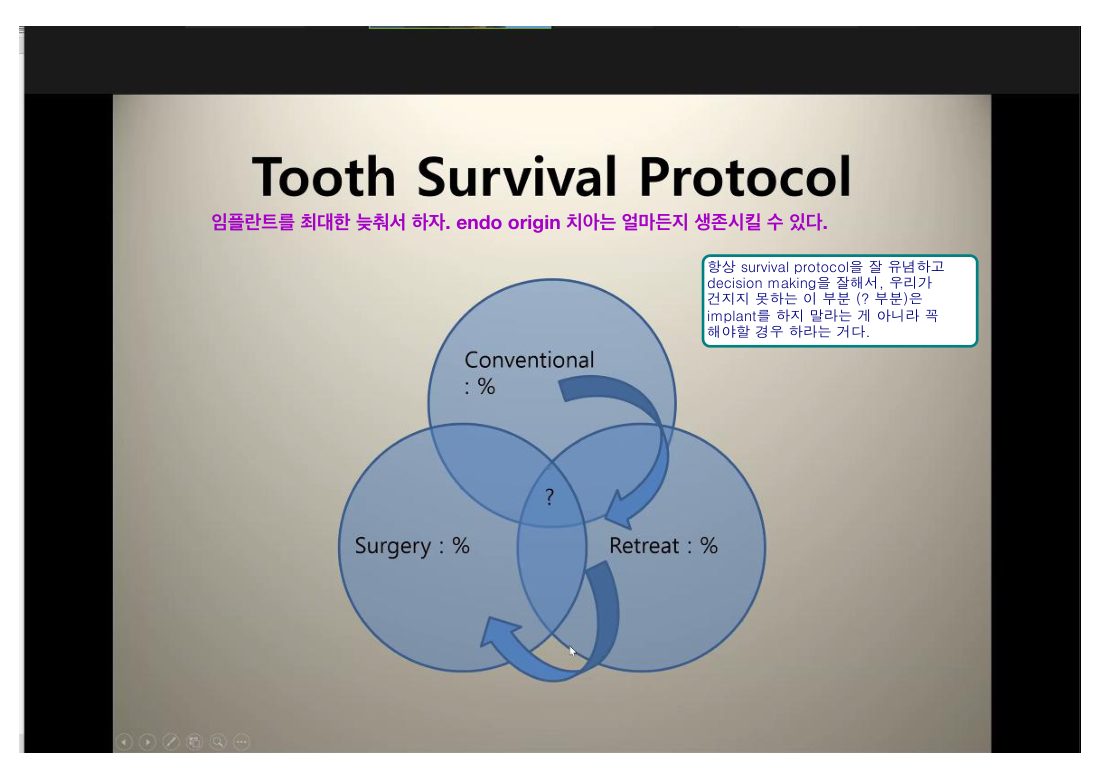 Tooth Survival Protocol
임플란트를 최대한 늦춰서 하자. endo origin 치아는 얼마든지 생존시킬 수 있다.
항상 survival protocol을 잘 유념하고
decision making을 잘해서, 우리가
건지지 못하는 이 부분 (? 부분)은
implant를 하지 말라는 게 아니라 꼭
해야할 경우 하라는 거다.
Conventional
: %
?
Surgery : %
Retreat : %